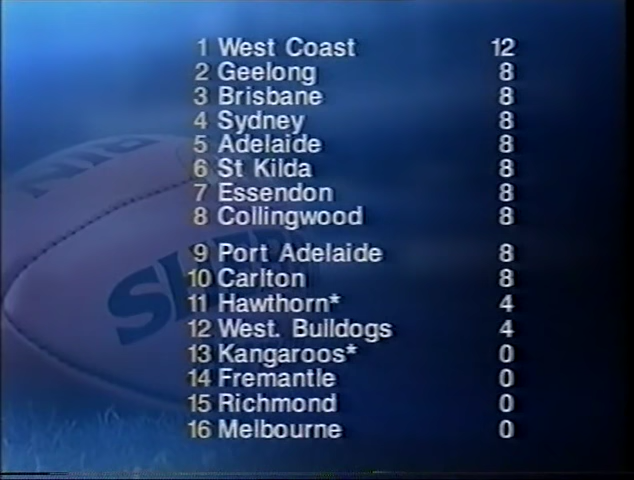 1 West Coast 12
2 Geelong 8
3 Brisbane 8
4 Sydney 8
5 Adelaide 8
6 St Kilda 8
7 Essendon 8
8 Collingwood 8
9 Port Adelaide 8
10 Carlton 8
11 Hawthorn* 4
12 West. Bulldogs 4
13 Kangaroos* 0
14 Fremantle 0
15 Richmond 0
16 Melbourne 0